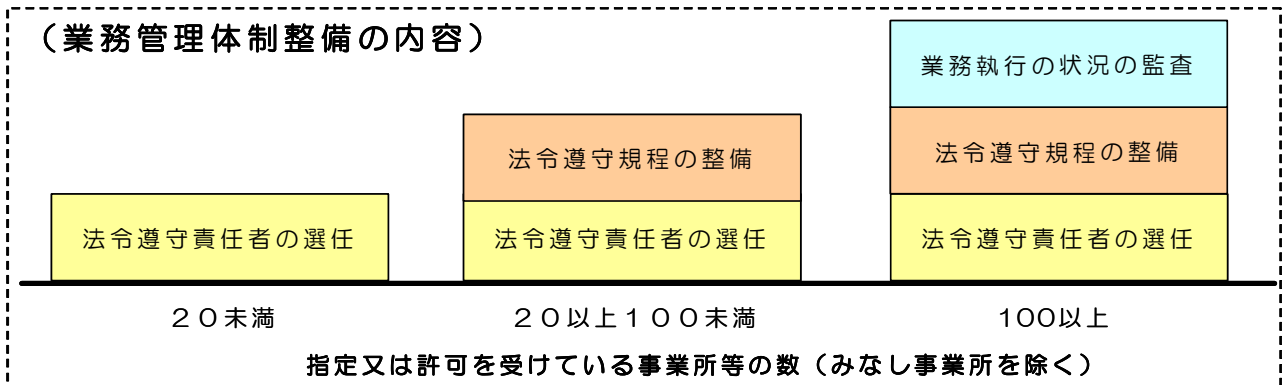 （業務管理体制整備の内容）
業務執行の状況の監査
法令遵守規程の整備
法令遵守規程の整備
法令遵守責任者の選任
法令遵守責任者の選任
法令遵守責任者の選任
２０未満
２０以上１００未満
100以上
指定又は許可を受けている事業所等の数（みなし事業所を除く）